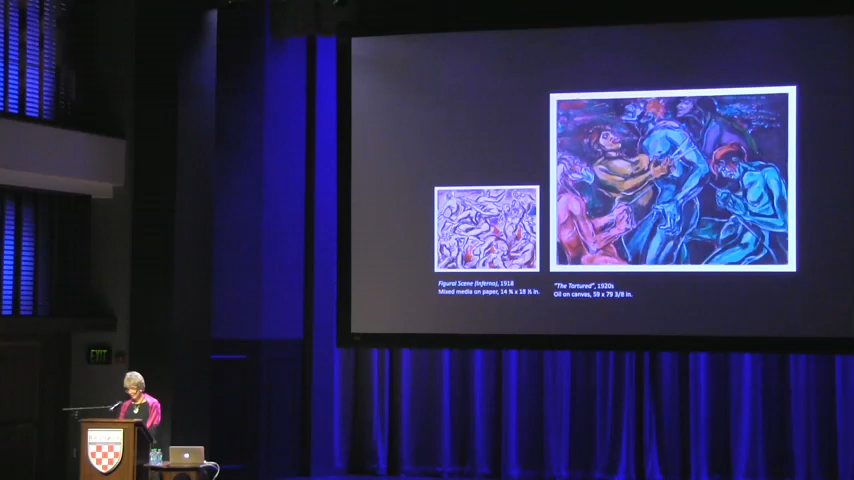 Figural Scene (Inferno), 1918
Mixed media on paper, 14 ¾ x 18 ½ in.
"The Tortured", 1920s
Oil on canvas, 59 x 79 3/8 in.
EXIT